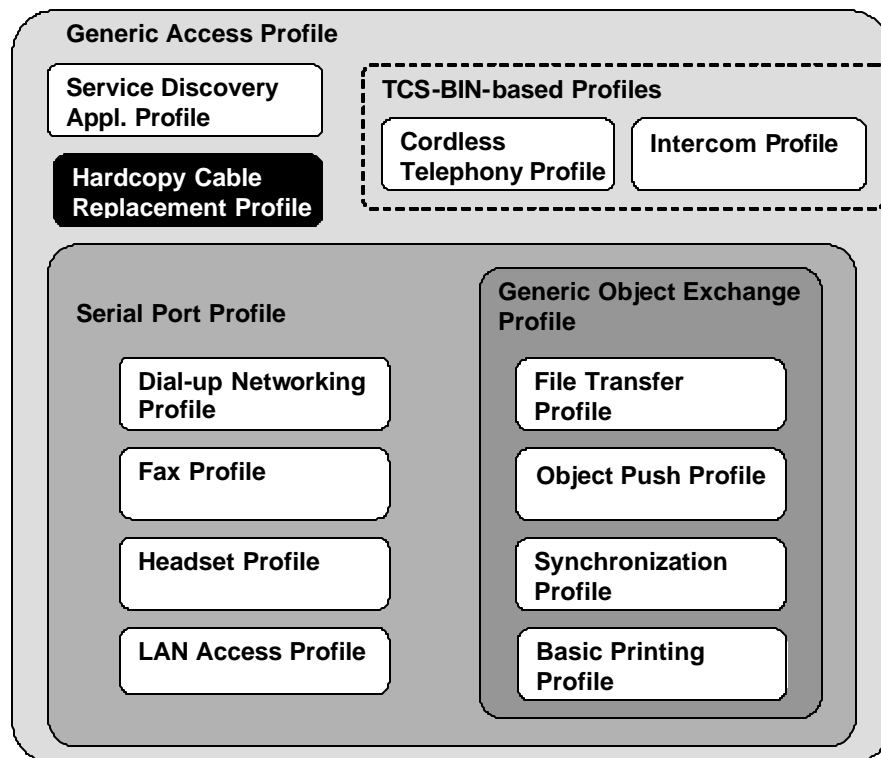 Generic Access Profile
Service Discovery
Appl. Profile
TCS-BIN-based Profiles
Cordless
Telephony Profile
Intercom Profile
Hardcopy Cable
Replacement Profile
Serial Port Profile
Dial-up Networking
Profile
Fax Profile
Headset Profile
LAN Access Profile
Generic Object Exchange
Profile
File Transfer
Profile
Object Push Profile
Synchronization
Profile
Basic Printing
Profile